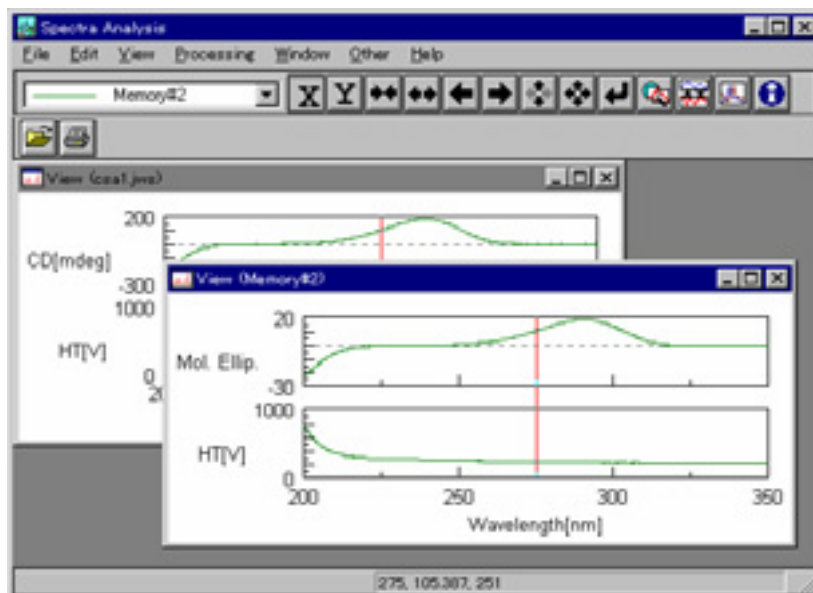 Spectra Analysis
File Edit View Processing Window Other Help
Memory#2
X Y
View (csa1.jws)
200
CD[mdeg]
-300
1000
HT[V]
0
View (Memory#2)
20
Mol. Ellip.
-30
1000
HT[V]
0
200 250 300 350
Wavelength[nm]
275, 105.387, 251